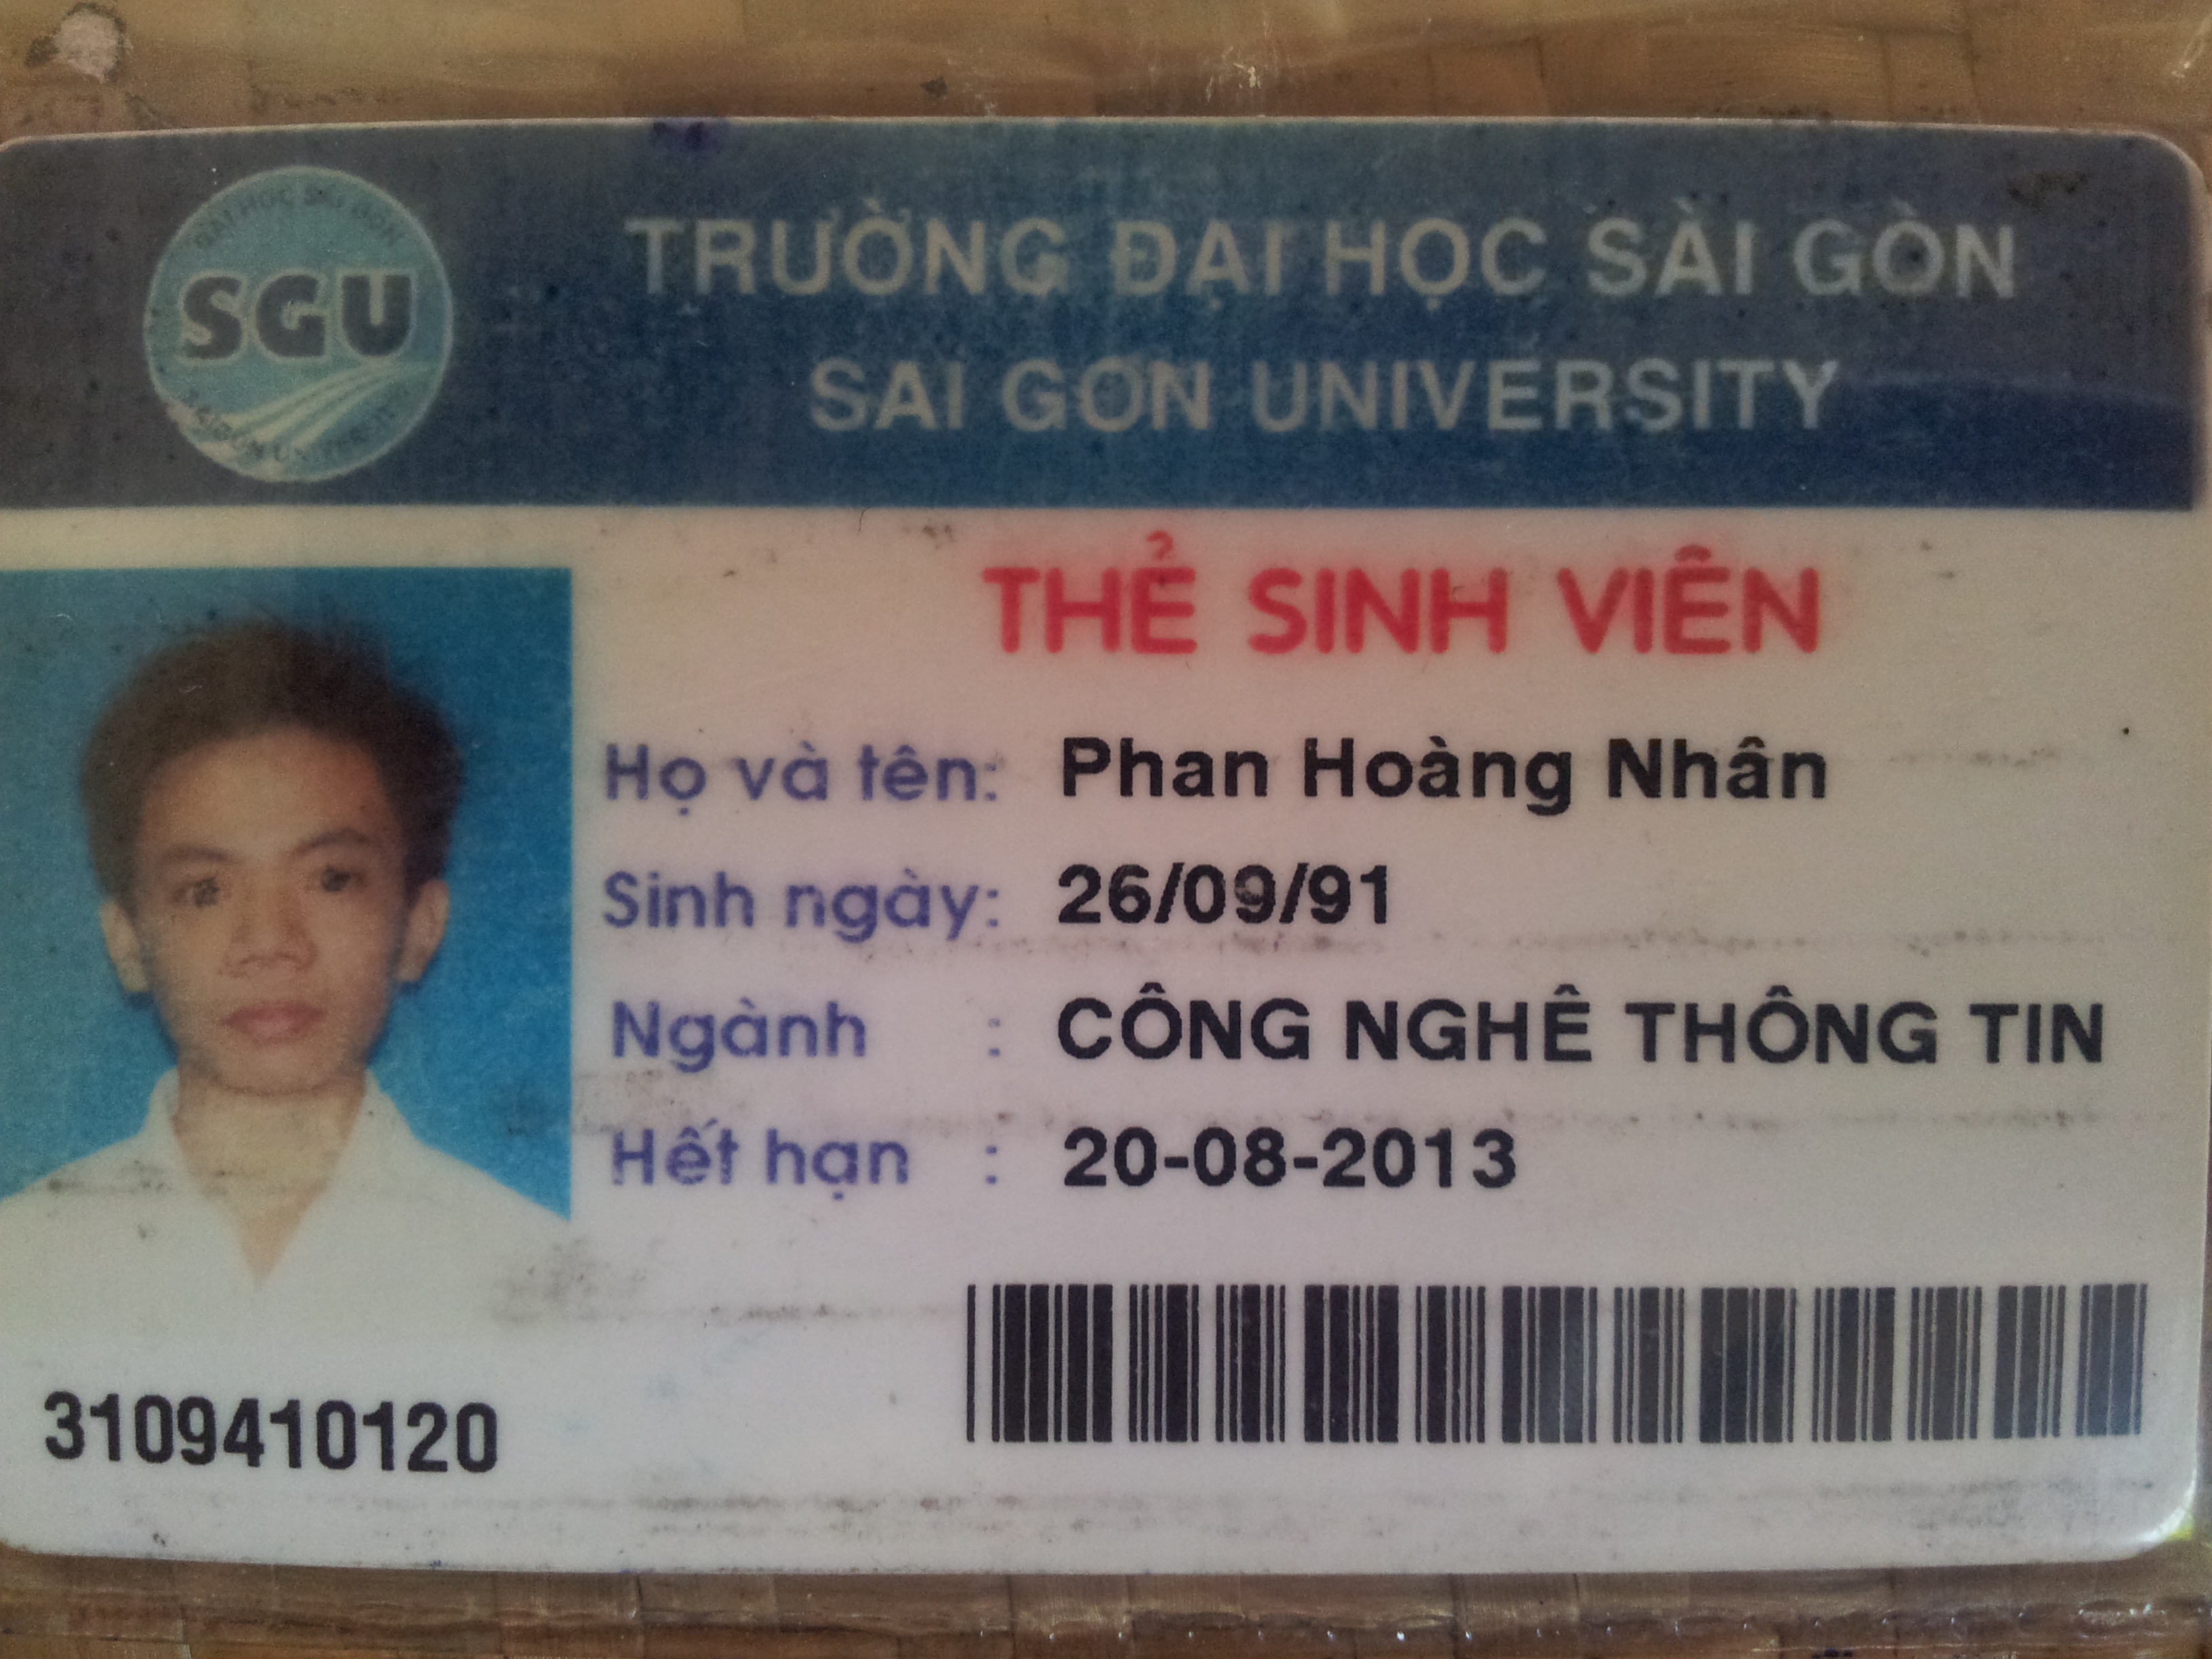 TRƯỜNG ĐẠI HỌC SÀI GÒN
SAI GON UNIVERSITY
SGU
THẺ SINH VIÊN
Họ và tên: Phan Hoàng Nhân
Sinh ngày: 26/09/91
Ngành : CÔNG NGHỆ THÔNG TIN
Hết hạn : 20-08-2013
3109410120